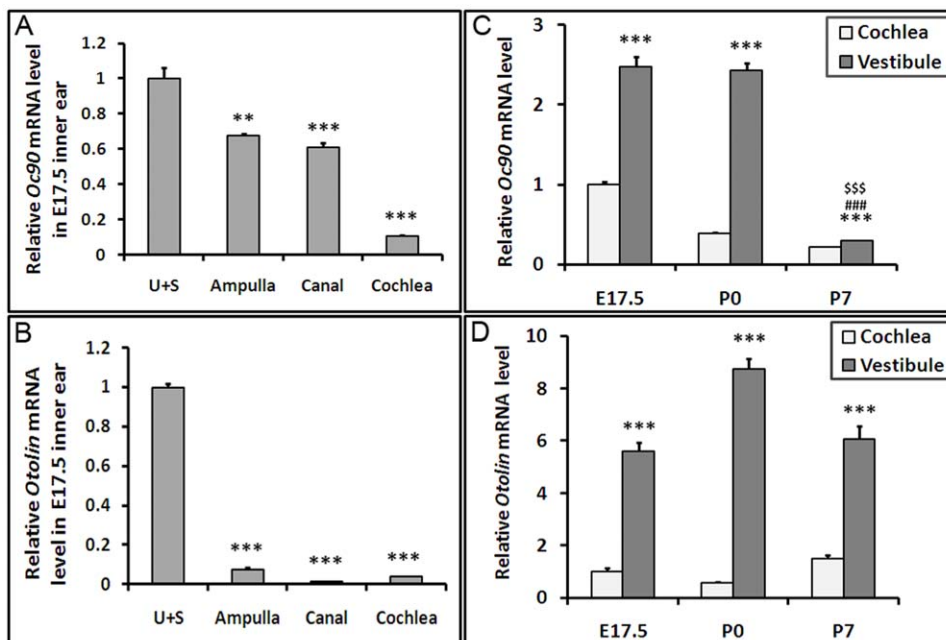 A
Relative Oc90 mRNA level
in E17.5 inner ear
1.2
1
0.8
0.6
0.4
0.2
0
**
***
***
U+S Ampulla Canal Cochlea
B
Relative Otolin mRNA
level in E17.5 inner ear
1.2
1
0.8
0.6
0.4
0.2
0
***
***
***
U+S Ampulla Canal Cochlea
C
Relative Oc90 mRNA level
3
2
1
0
Cochlea
Vestibule
***
***
$$$
###
***
E17.5 P0 P7
D
Relative Otolin mRNA level
10
8
6
4
2
0
Cochlea
Vestibule
***
***
***
E17.5 P0 P7